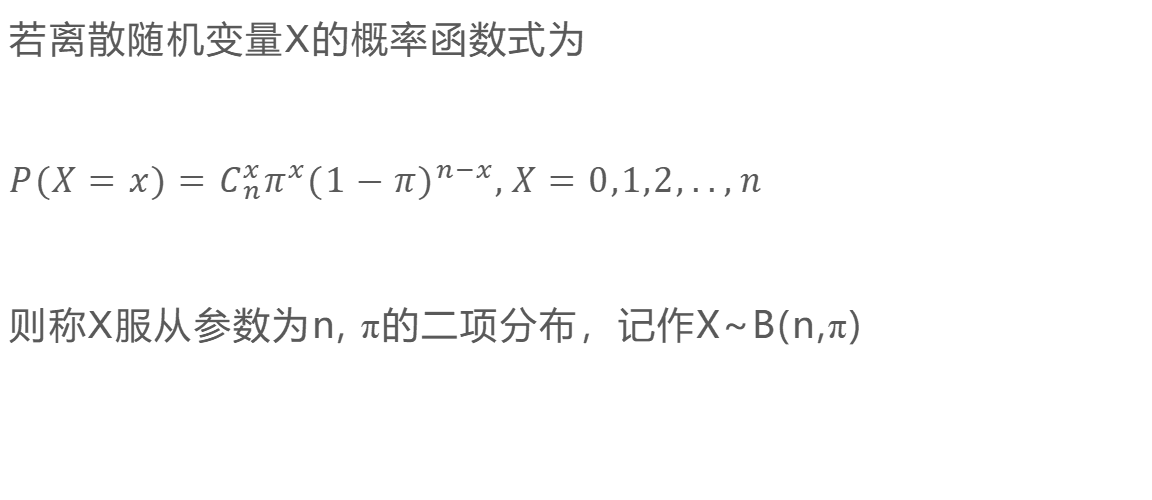 若离散随机变量X的概率函数式为
$P(X = x) = C_n^x \pi^x (1 - \pi)^{n-x}, X = 0,1,2,..,n$
则称X服从参数为n, π的二项分布，记作X~B(n,π)